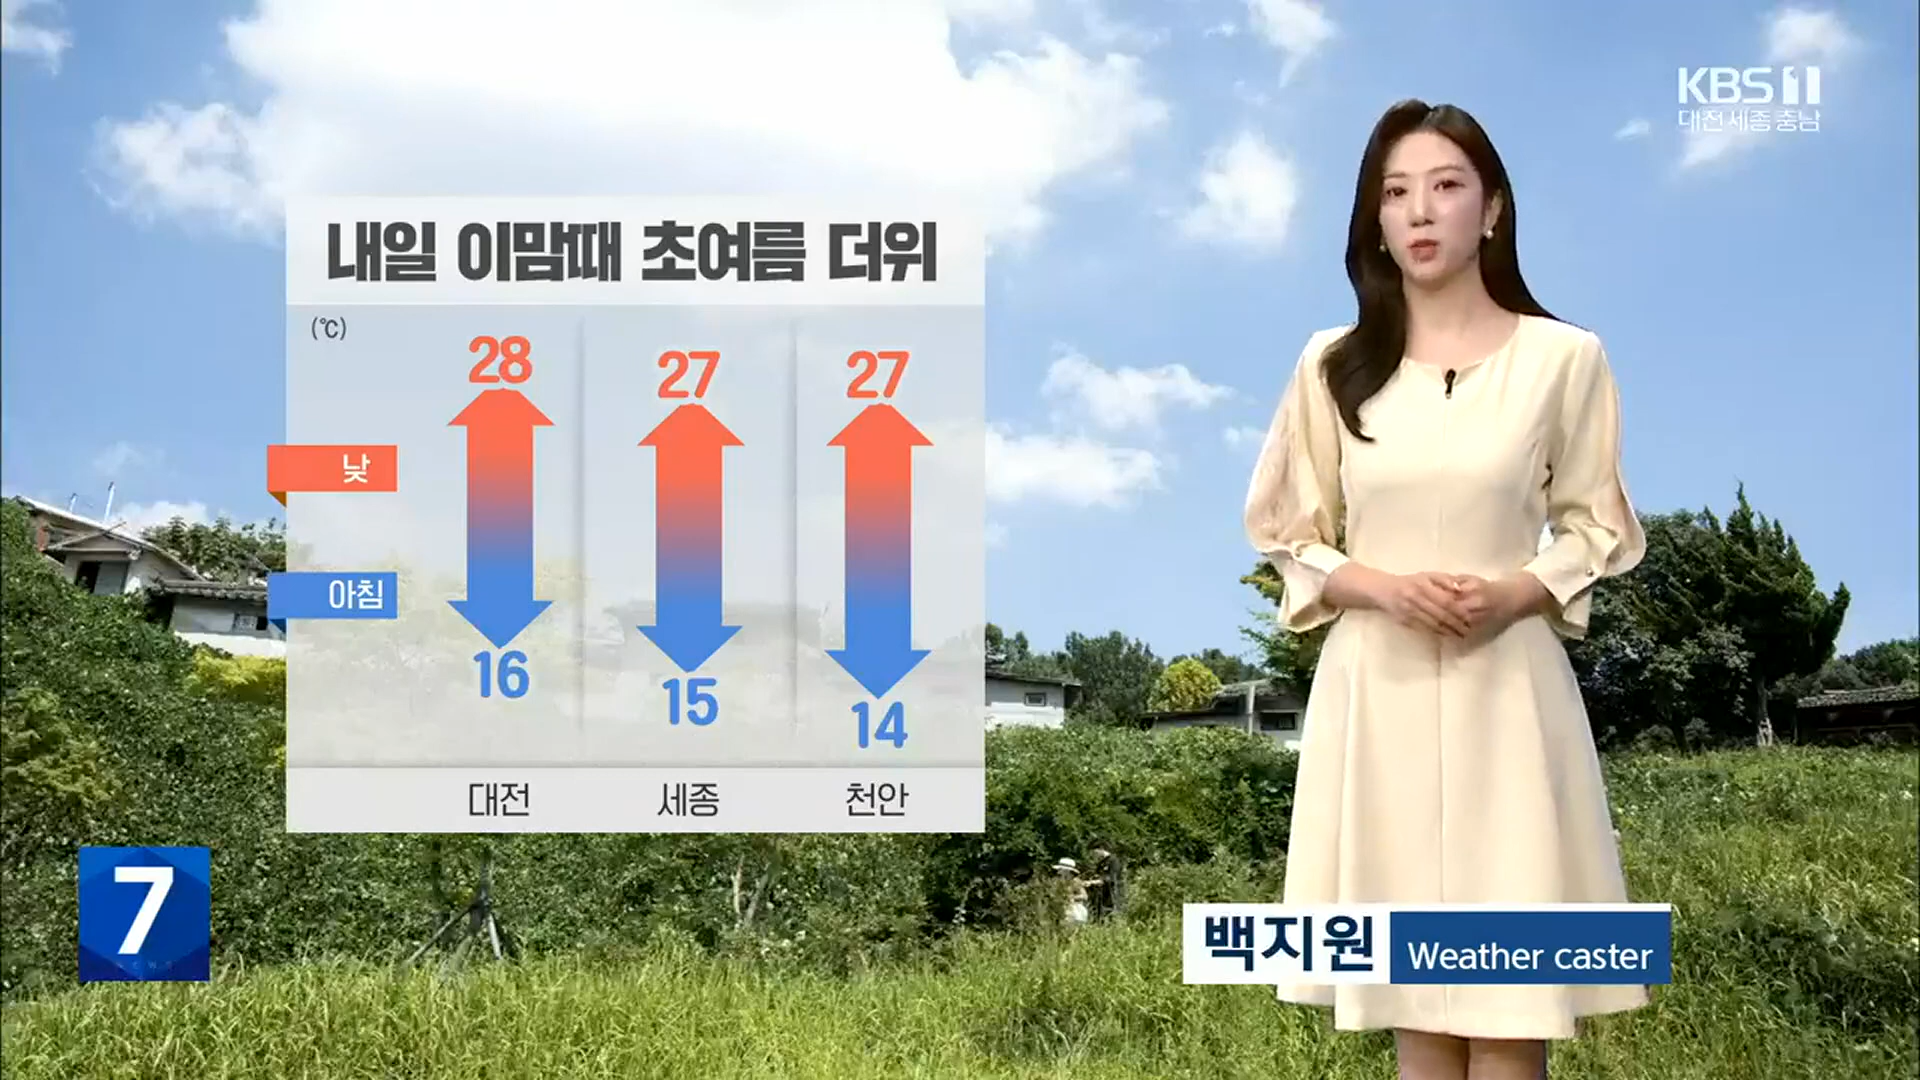 KBS 1
대전 세종 충남
내일 이맘때 초여름 더위
(℃)
28 27 27
낮
아침
16 15 14
대전 세종 천안
7
NEWS
백지원 Weather caster